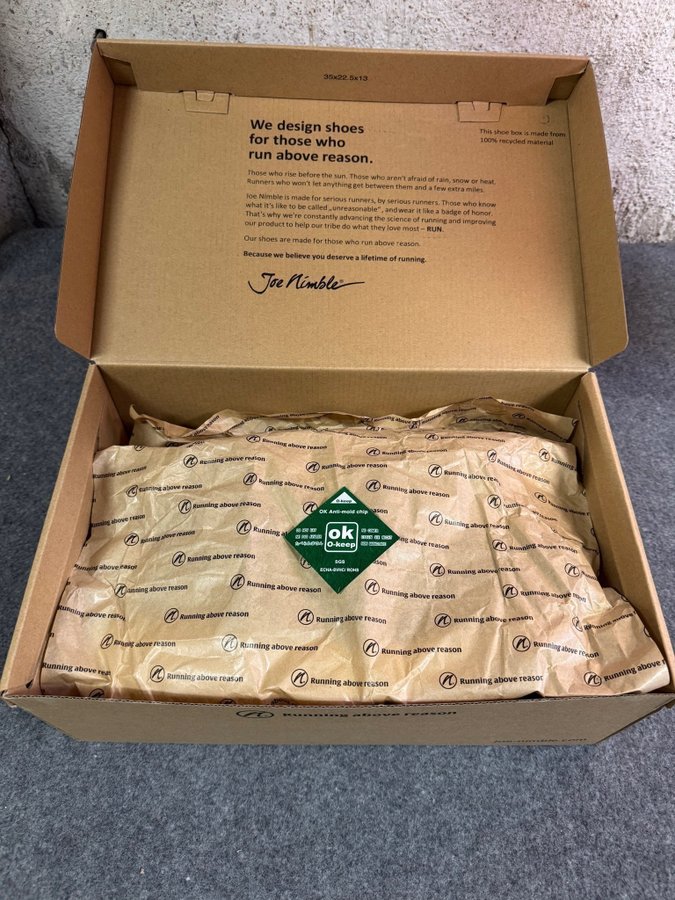 35x22.5x13
We design shoes
for those who
run above reason.
This shoe box is made from
100% recycled material
Those who rise before the sun. Those who aren't afraid of rain, snow or heat.
Runners who won't let anything get between them and a few extra miles.
Joe Nimble is made for serious runners, by serious runners. Those who know
what it's like to be called „unreasonable", and wear it like a badge of honor.
That's why we're constantly advancing the science of running and improving
our product to help our tribe do what they love most – RUN.
Our shoes are made for those who run above reason.
Because we believe you deserve a lifetime of running.
Joe Nimble®
Running above reason
O-keep
OK Anti-mold chip
ok
O-keep
SGS
Running above reason